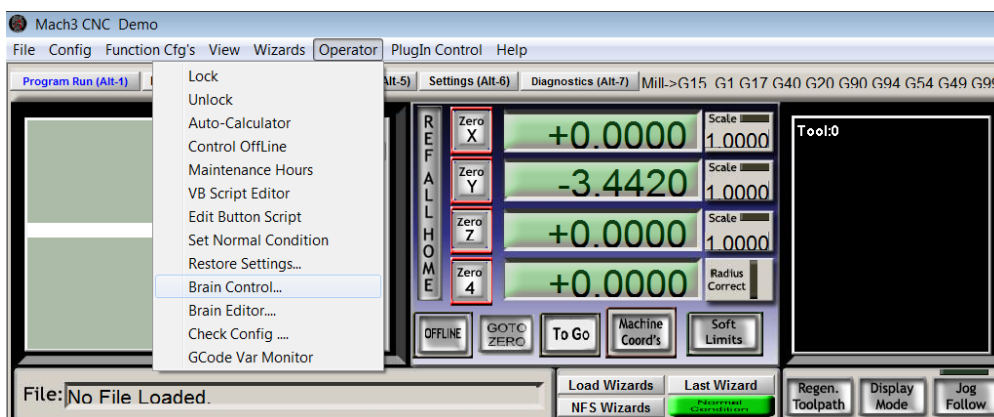 Mach3 CNC Demo
File Config Function Cfg's View Wizards Operator PlugIn Control Help
Program Run (Alt-1) Alt-5) Settings (Alt-6) Diagnostics (Alt-7) Mill->G15 G1 G17 G40 G20 G90 G94 G54 G49 G99
Lock
Unlock
Auto-Calculator
Control OffLine
Maintenance Hours
VB Script Editor
Edit Button Script
Set Normal Condition
Restore Settings...
Brain Control...
Brain Editor....
Check Config ....
GCode Var Monitor
REF ALL HOME
Zero X +0.0000 Scale 1.0000
Zero Y -3.4420 Scale 1.0000
Zero Z +0.0000 Scale 1.0000
Zero 4 +0.0000 Radius Correct
OFFLINE GOTO ZERO To Go Machine Coord's Soft Limits
Tool:0
File: No File Loaded.
Load Wizards Last Wizard
NFS Wizards Normal Condition
Regen. Toolpath Display Mode Jog Follow